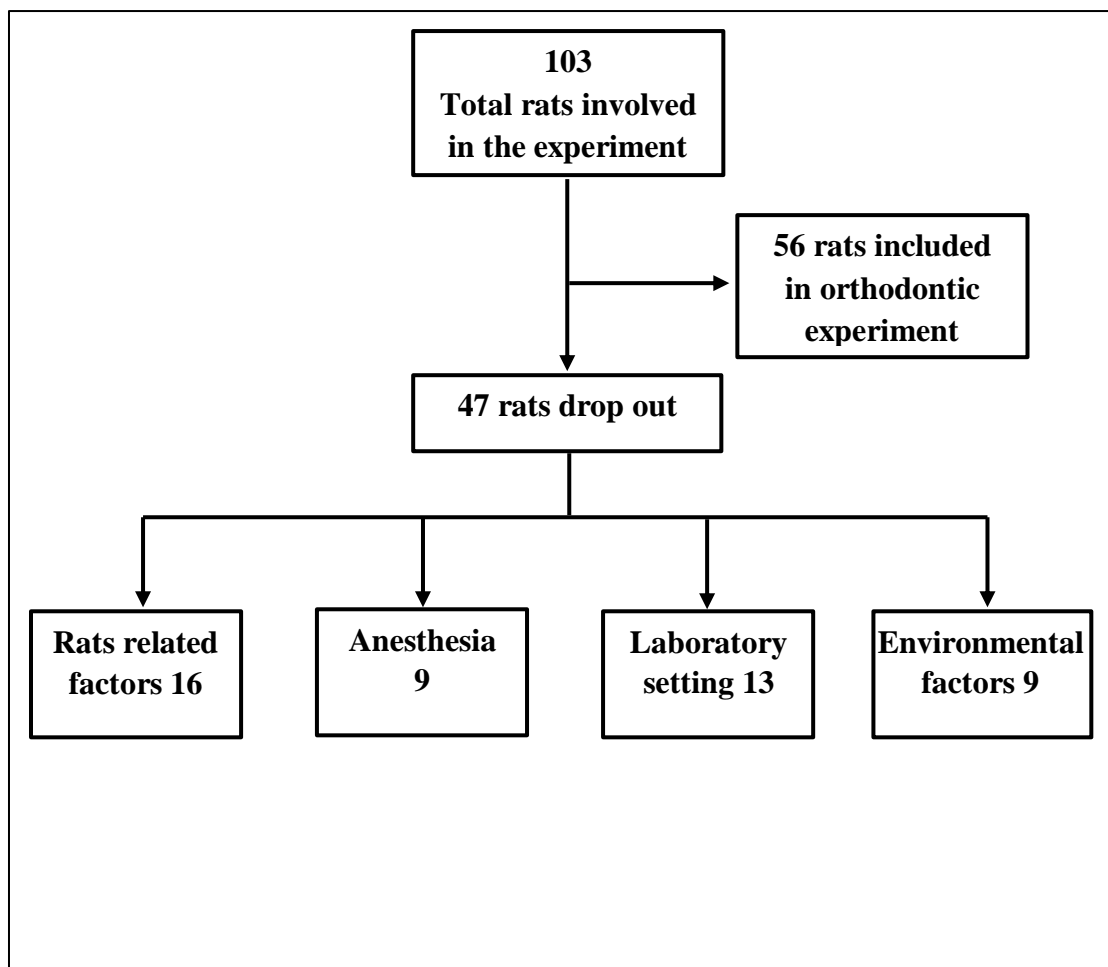 103
Total rats involved
in the experiment
56 rats included
in orthodontic
experiment
47 rats drop out
Rats related
factors 16
Anesthesia
9
Laboratory
setting 13
Environmental
factors 9